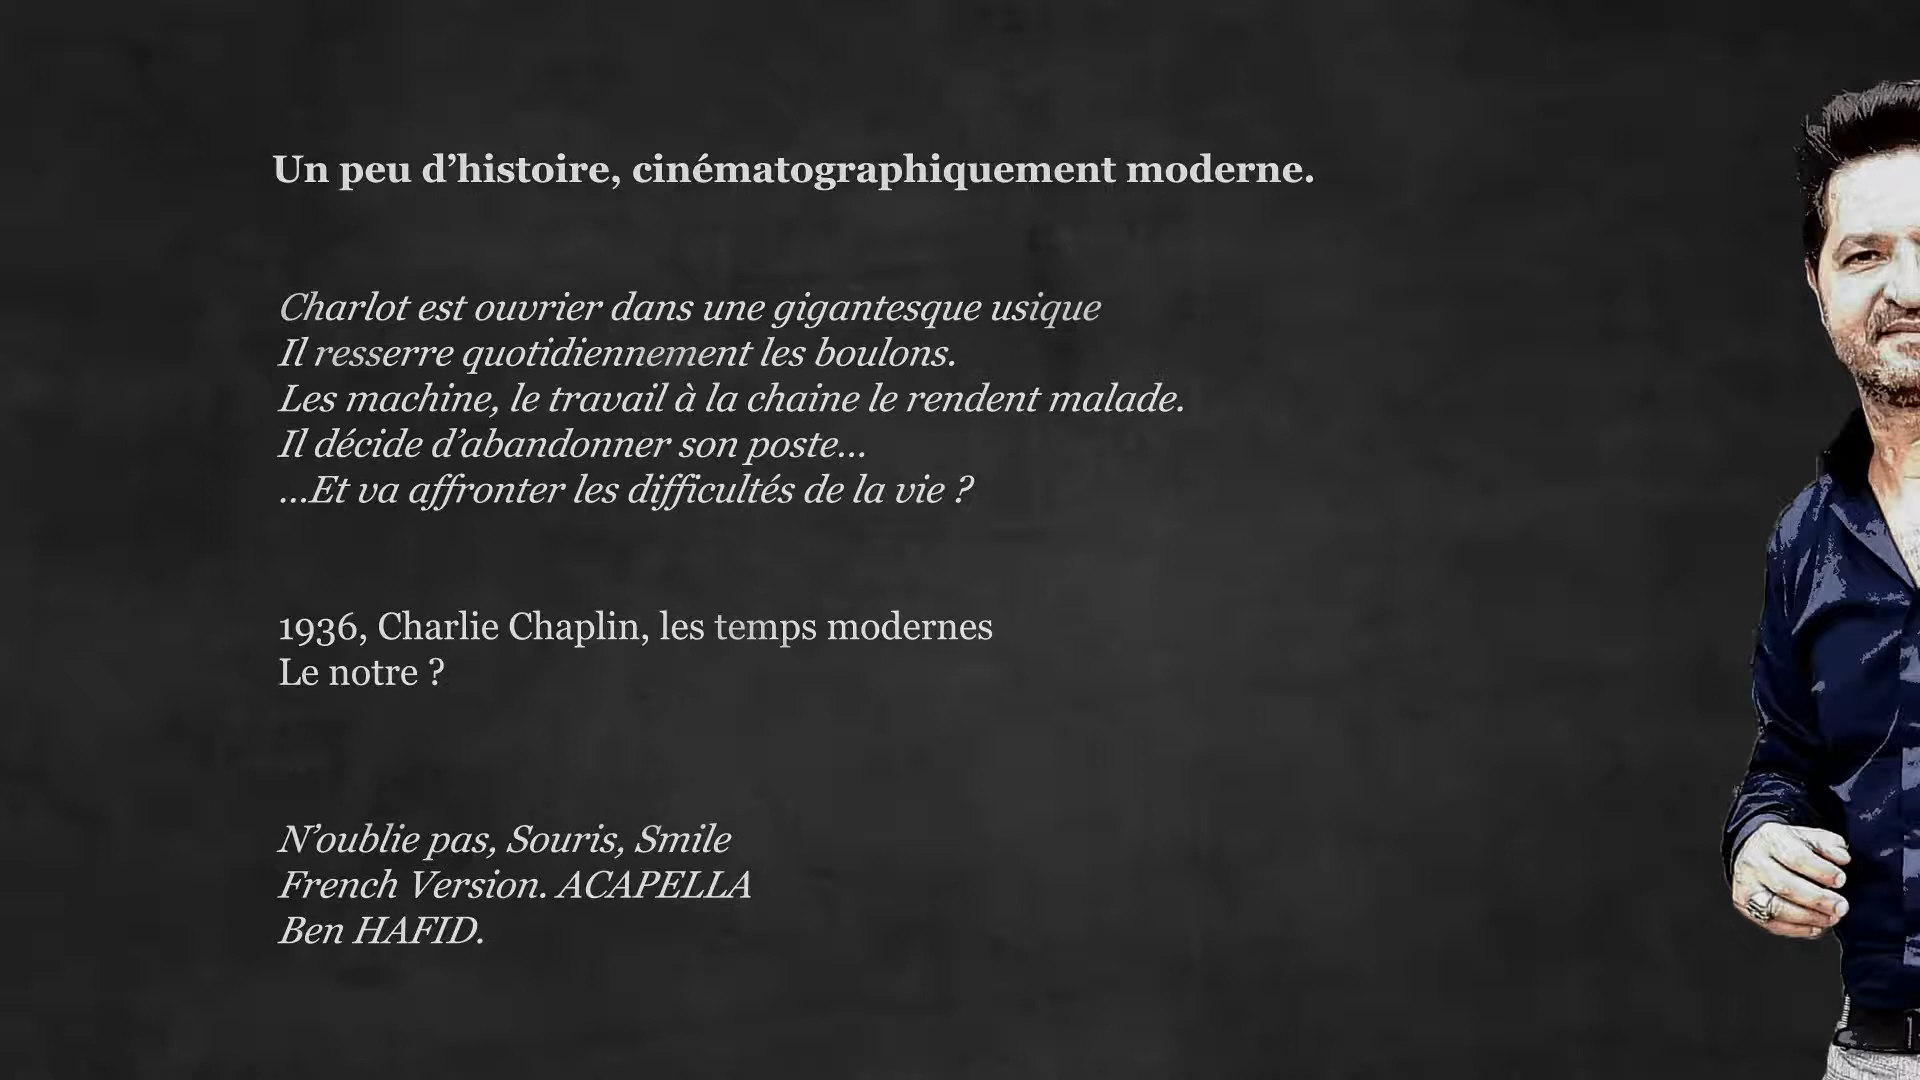 Un peu d’histoire, cinématographiquement moderne.
Charlot est ouvrier dans une gigantesque usique
Il resserre quotidiennement les boulons.
Les machine, le travail à la chaine le rendent malade.
Il décide d’abandonner son poste...
...Et va affronter les difficultés de la vie ?
1936, Charlie Chaplin, les temps modernes
Le notre ?
N’oublie pas, Souris, Smile
French Version. ACAPELLA
Ben HAFID.